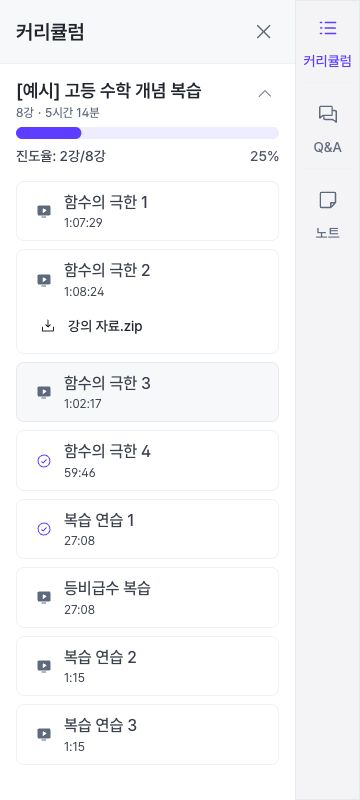 커리큘럼
[예시] 고등 수학 개념 복습
8강 · 5시간 14분
진도율: 2강/8강 25%
함수의 극한 1
1:07:29
함수의 극한 2
1:08:24
강의 자료.zip
함수의 극한 3
1:02:17
함수의 극한 4
59:46
복습 연습 1
27:08
등비급수 복습
27:08
복습 연습 2
1:15
복습 연습 3
1:15
커리큘럼
Q&A
노트